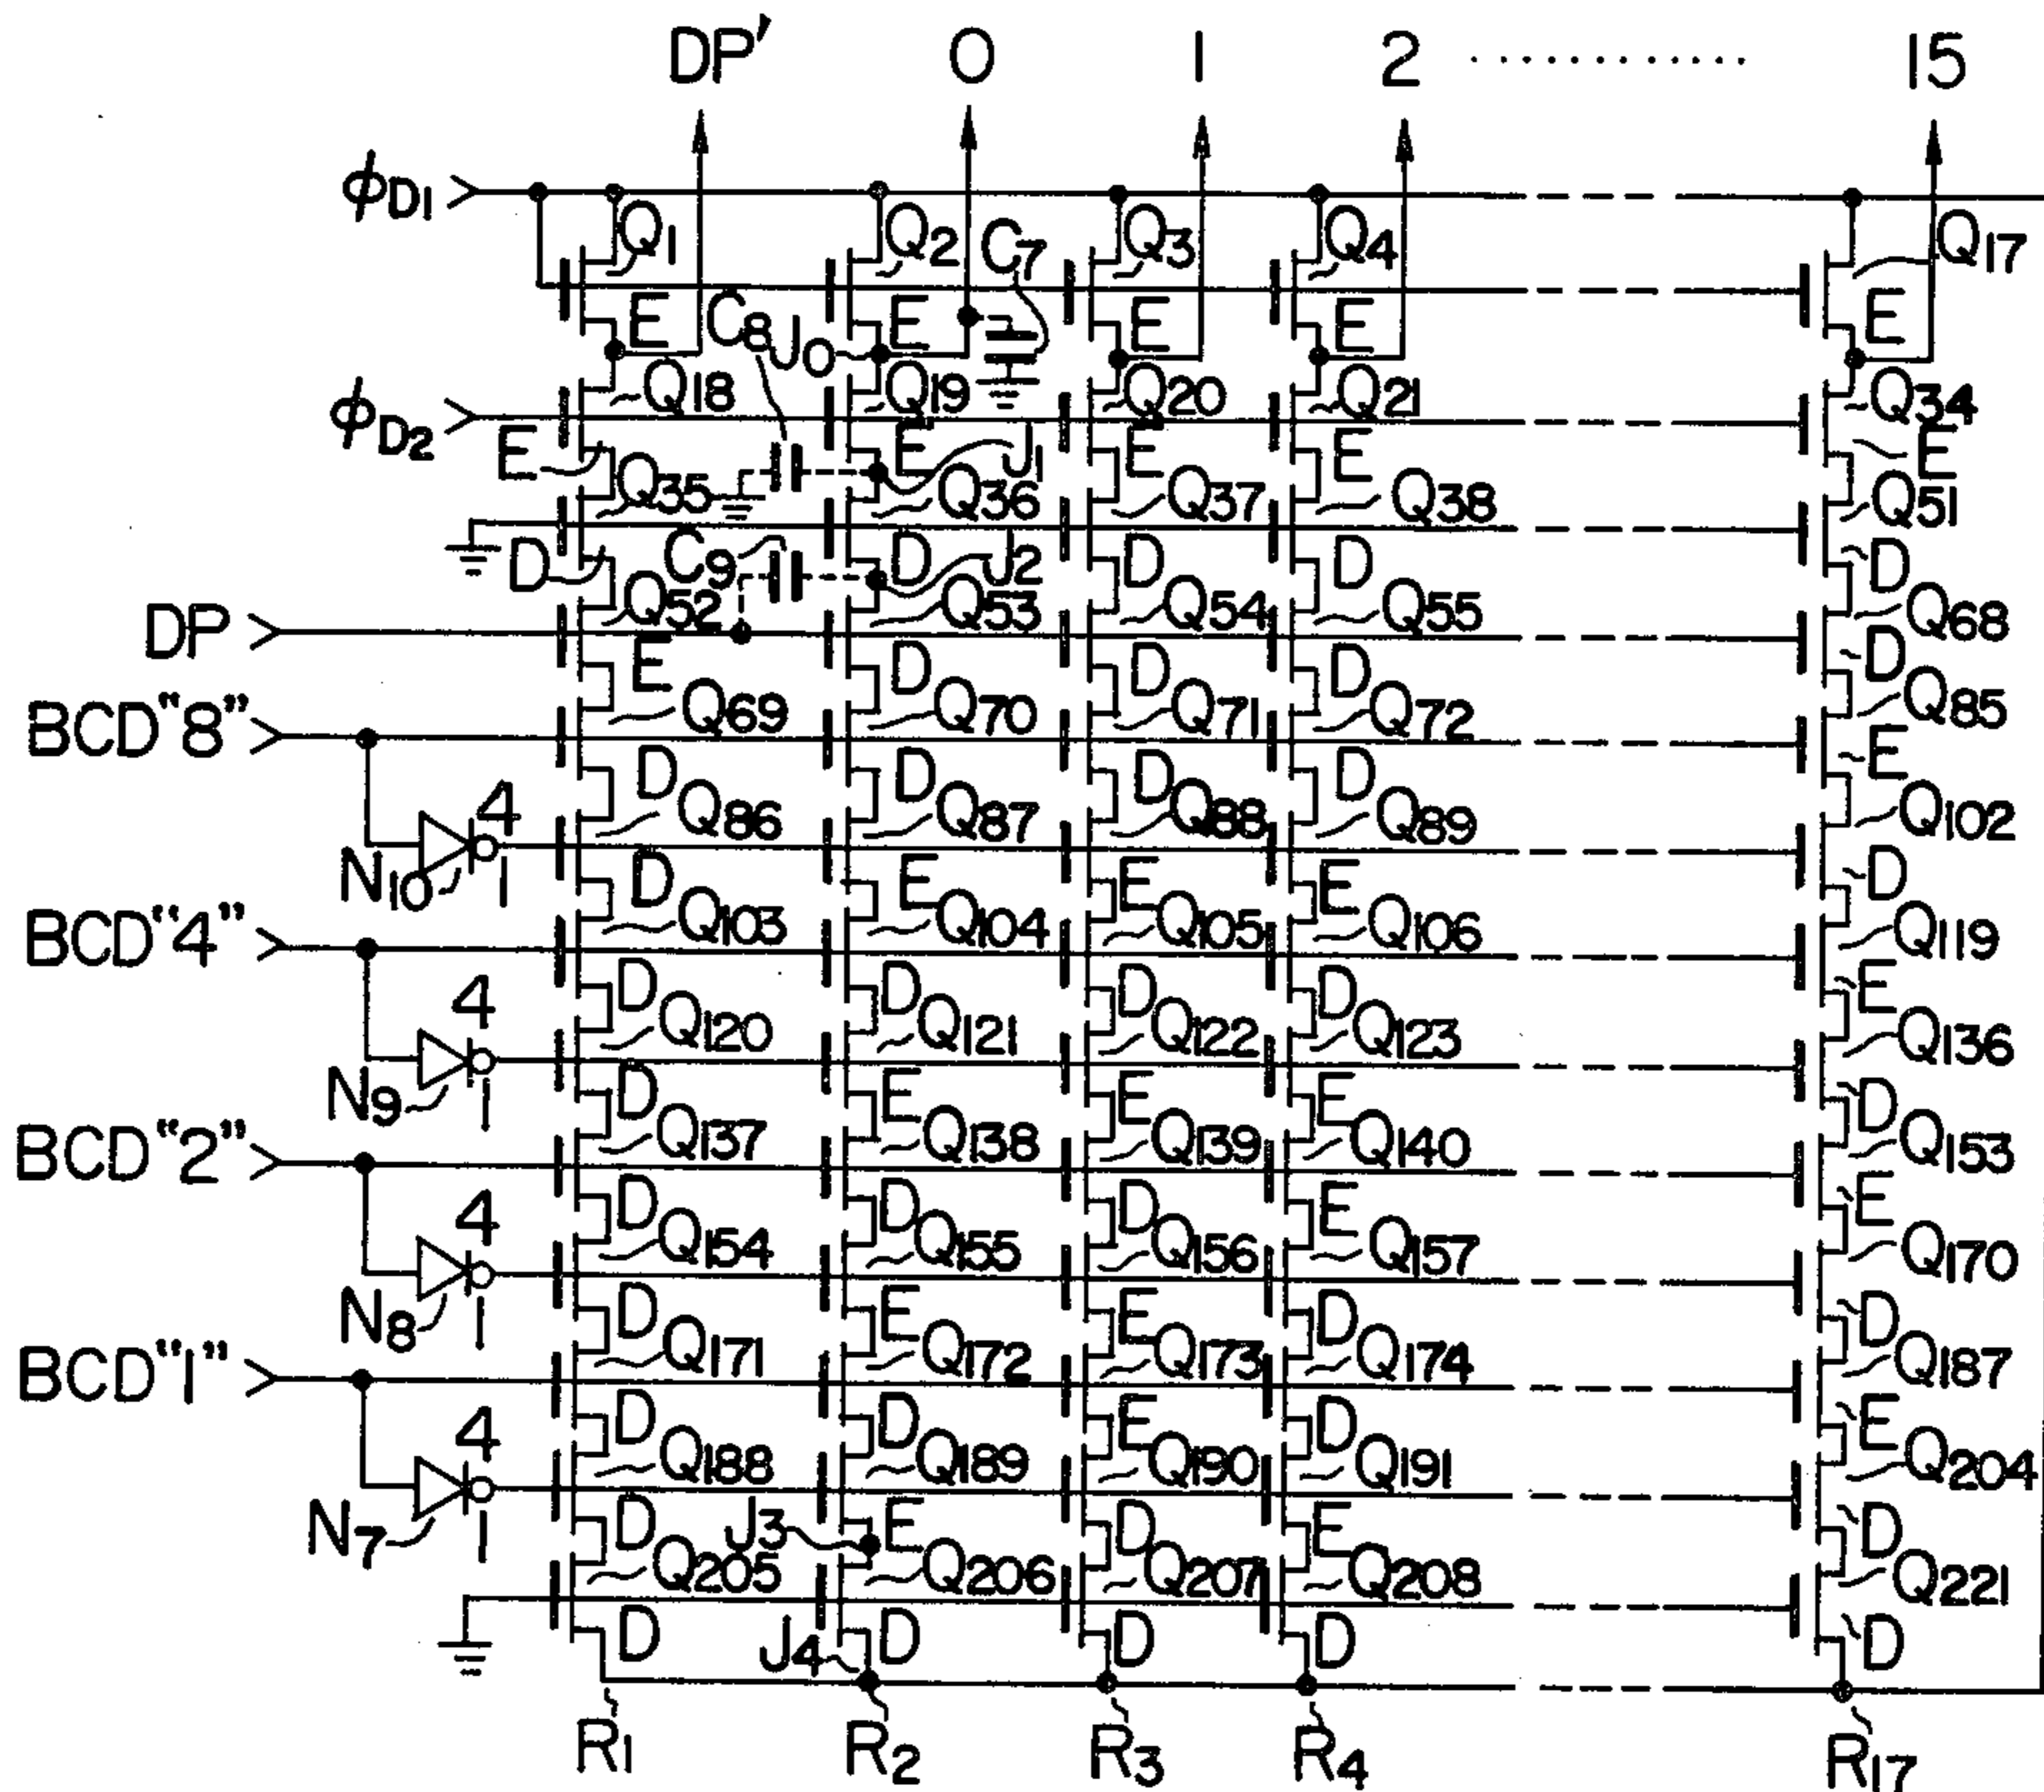 DP' 0 1 2 ............ 15
ϕD1
Q1 Q2 C7 Q3 Q4 Q17
E C8 J0 E E E E
ϕD2
Q18 Q19 Q20 Q21 Q34
E E J1 E E E
Q35 Q36 Q37 Q38 Q51
D C9 D J2 D D D
DP
Q52 Q53 Q54 Q55 Q68
E D D D D
BCD"8"
Q69 Q70 Q71 Q72 Q85
D D D D E
N10 4 1
Q86 Q87 Q88 Q89 Q102
D E E E D
BCD"4"
Q103 Q104 Q105 Q106 Q119
D D D D E
N9 4 1
Q120 Q121 Q122 Q123 Q136
D E E E D
BCD"2"
Q137 Q138 Q139 Q140 Q153
D D D E E
N8 4 1
Q154 Q155 Q156 Q157 Q170
D E E D D
BCD"1"
Q171 Q172 Q173 Q174 Q187
D D E D E
N7 4 1
Q188 Q189 Q190 Q191 Q204
D J3 E D E D
Q205 Q206 Q207 Q208 Q221
D J4 D D D D
R1 R2 R3 R4 R17